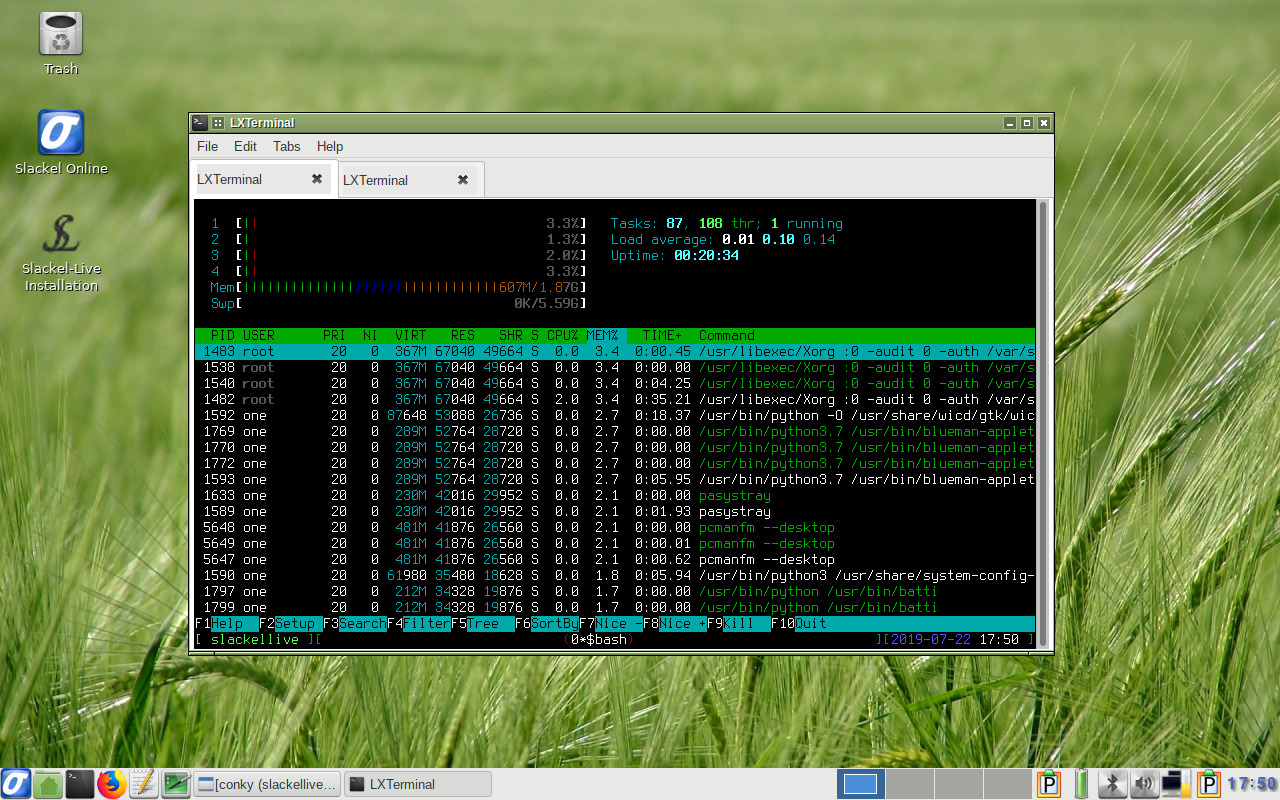 Trash
Slackel Online
Slackel-Live
Installation
LXTerminal
File Edit Tabs Help
LXTerminal LXTerminal
1 [|| 3.3%] Tasks: 87, 108 thr; 1 running
2 [| 1.3%] Load average: 0.01 0.10 0.14
3 [|| 2.0%] Uptime: 00:20:34
4 [|| 3.3%]
Mem[||||||||||||||||||||||||||||||||607M/1.87G]
Swp[ 0K/5.59G]
PID USER PRI NI VIRT RES SHR S CPU% MEM% TIME+ Command
1483 root 20 0 367M 67040 49664 S 0.0 3.4 0:00.45 /usr/libexec/Xorg :0 -audit 0 -auth /var/s
1538 root 20 0 367M 67040 49664 S 0.0 3.4 0:00.00 /usr/libexec/Xorg :0 -audit 0 -auth /var/s
1540 root 20 0 367M 67040 49664 S 0.0 3.4 0:04.25 /usr/libexec/Xorg :0 -audit 0 -auth /var/s
1482 root 20 0 367M 67040 49664 S 2.0 3.4 0:35.21 /usr/libexec/Xorg :0 -audit 0 -auth /var/s
1592 one 20 0 87648 53088 26736 S 0.0 2.7 0:18.37 /usr/bin/python -O /usr/share/wicd/gtk/wic
1769 one 20 0 289M 52764 28720 S 0.0 2.7 0:00.00 /usr/bin/python3.7 /usr/bin/blueman-applet
1770 one 20 0 289M 52764 28720 S 0.0 2.7 0:00.00 /usr/bin/python3.7 /usr/bin/blueman-applet
1772 one 20 0 289M 52764 28720 S 0.0 2.7 0:00.00 /usr/bin/python3.7 /usr/bin/blueman-applet
1593 one 20 0 289M 52764 28720 S 0.0 2.7 0:05.95 /usr/bin/python3.7 /usr/bin/blueman-applet
1633 one 20 0 230M 42016 29952 S 0.0 2.1 0:00.00 pasystray
1589 one 20 0 230M 42016 29952 S 0.0 2.1 0:01.93 pasystray
5648 one 20 0 481M 41876 26560 S 0.0 2.1 0:00.00 pcmanfm --desktop
5649 one 20 0 481M 41876 26560 S 0.0 2.1 0:00.01 pcmanfm --desktop
5647 one 20 0 481M 41876 26560 S 0.0 2.1 0:00.62 pcmanfm --desktop
1590 one 20 0 61980 35480 18628 S 0.0 1.8 0:05.94 /usr/bin/python3 /usr/share/system-config-
1797 one 20 0 212M 34328 19876 S 0.0 1.7 0:00.00 /usr/bin/python /usr/bin/batti
1799 one 20 0 212M 34328 19876 S 0.0 1.7 0:00.00 /usr/bin/python /usr/bin/batti
F1Help F2Setup F3SearchF4FilterF5Tree F6SortByF7Nice -F8Nice +F9Kill F10Quit
[ slackellive ][ (0*$bash) ][2019-07-22 17:50 ]
[conky (slackellive... LXTerminal P P 17:50